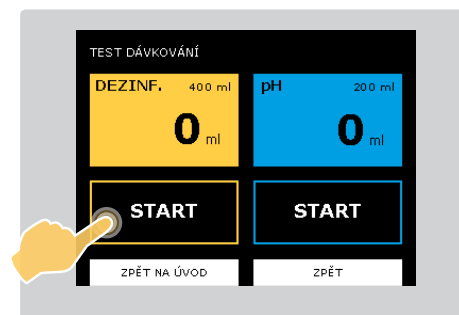 TEST DÁVKOVÁNÍ
DEZINF. 400 ml
0 ml
pH 200 ml
0 ml
START
START
ZPĚT NA ÚVOD
ZPĚT